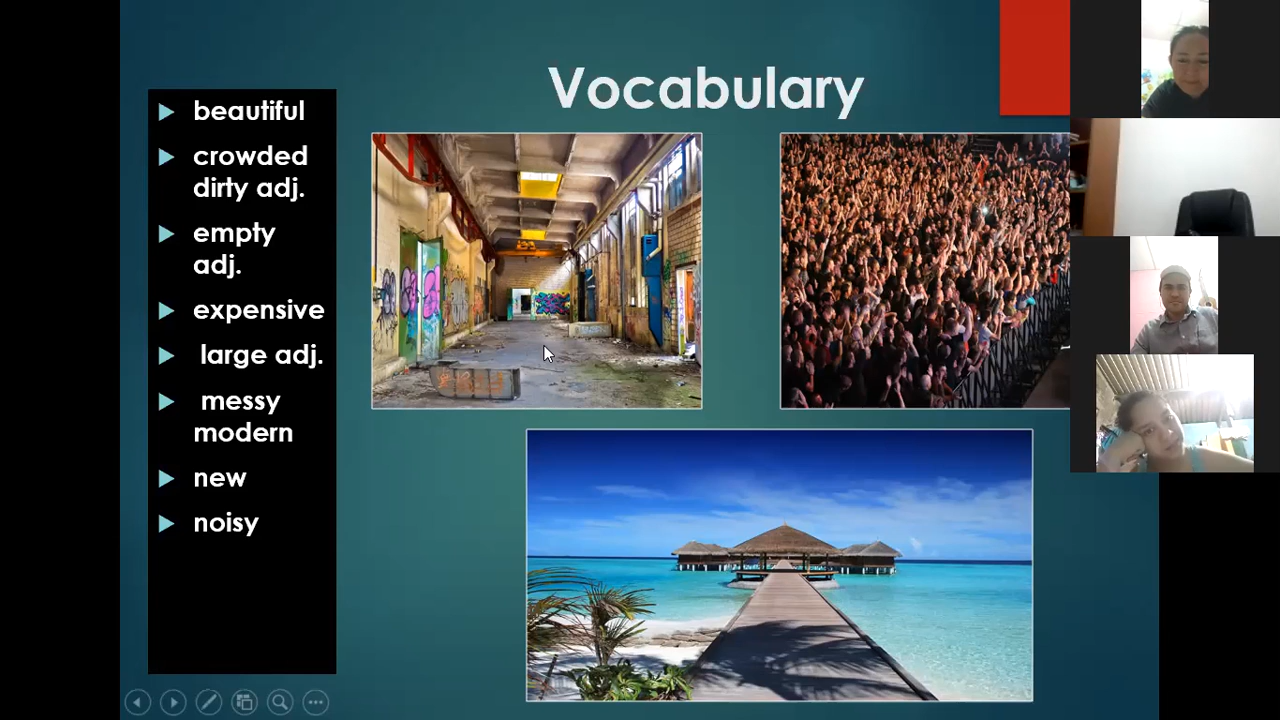 Vocabulary
beautiful
crowded
dirty adj.
empty
adj.
expensive
large adj.
messy
modern
new
noisy